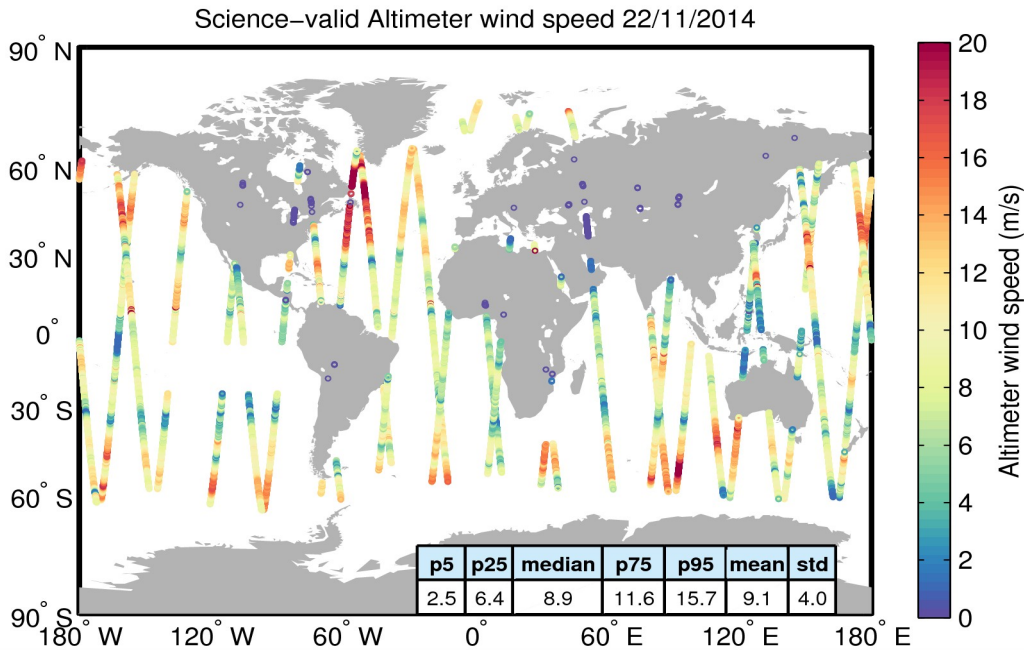 Science−valid Altimeter wind speed 22/11/2014
90° N
60° N
30° N
0°
30° S
60° S
90° S
180° W 120° W 60° W 0° 60° E 120° E 180° E
p5 p25 median p75 p95 mean std
2.5 6.4 8.9 11.6 15.7 9.1 4.0
20
18
16
14
12
10
8
6
4
2
0
Altimeter wind speed (m/s)